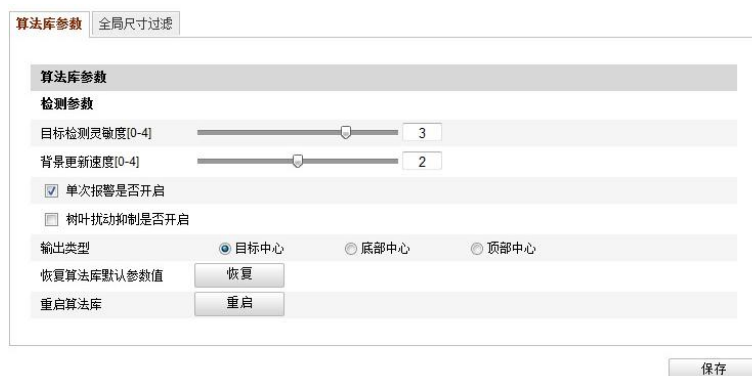 算法库参数 全局尺寸过滤
算法库参数
检测参数
目标检测灵敏度[0-4] 3
背景更新速度[0-4] 2
单次报警是否开启
树叶扰动抑制是否开启
输出类型 目标中心 底部中心 顶部中心
恢复算法库默认参数值 恢复
重启算法库 重启
保存